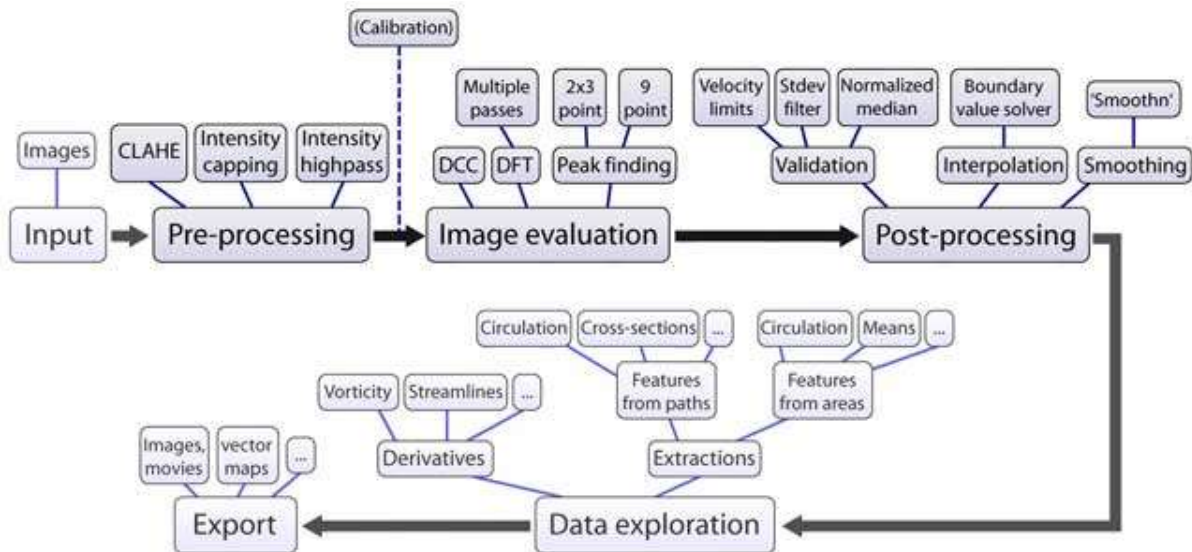 (Calibration)
Multiple
passes
2x3
point
9
point
Velocity
limits
Stdev
filter
Normalized
median
Boundary
value solver
'Smoothn'
Images
CLAHE
Intensity
capping
Intensity
highpass
DCC
DFT
Peak finding
Validation
Interpolation
Smoothing
Input
Pre-processing
Image evaluation
Post-processing
Circulation
Cross-sections
...
Circulation
Means
...
Vorticity
Streamlines
...
Features
from paths
Features
from areas
Images,
movies
vector
maps
...
Derivatives
Extractions
Export
Data exploration